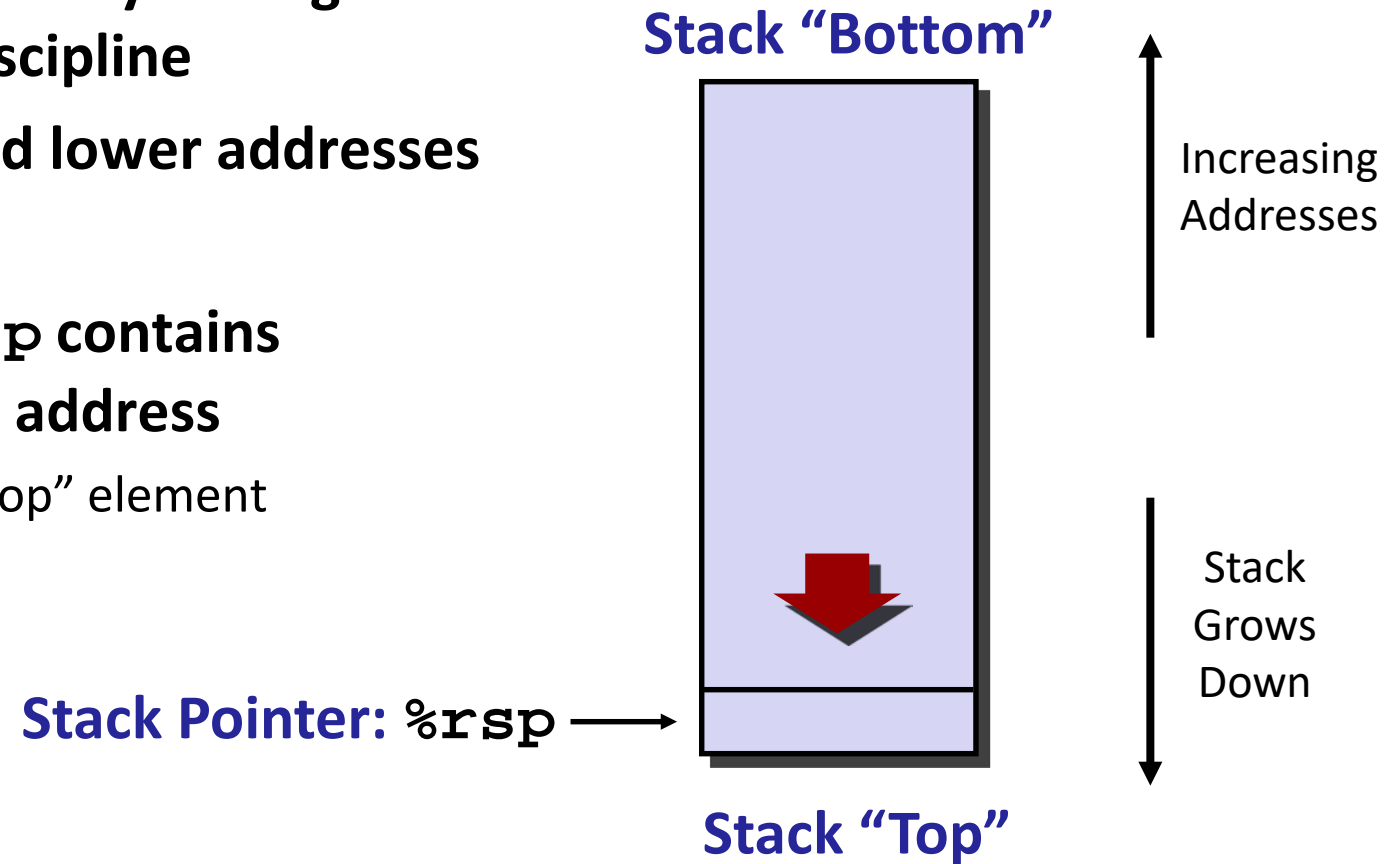 Stack “Bottom”
scipline
d lower addresses
Increasing
Addresses
p contains
address
op” element
Stack
Grows
Down
Stack Pointer: %rsp
Stack “Top”